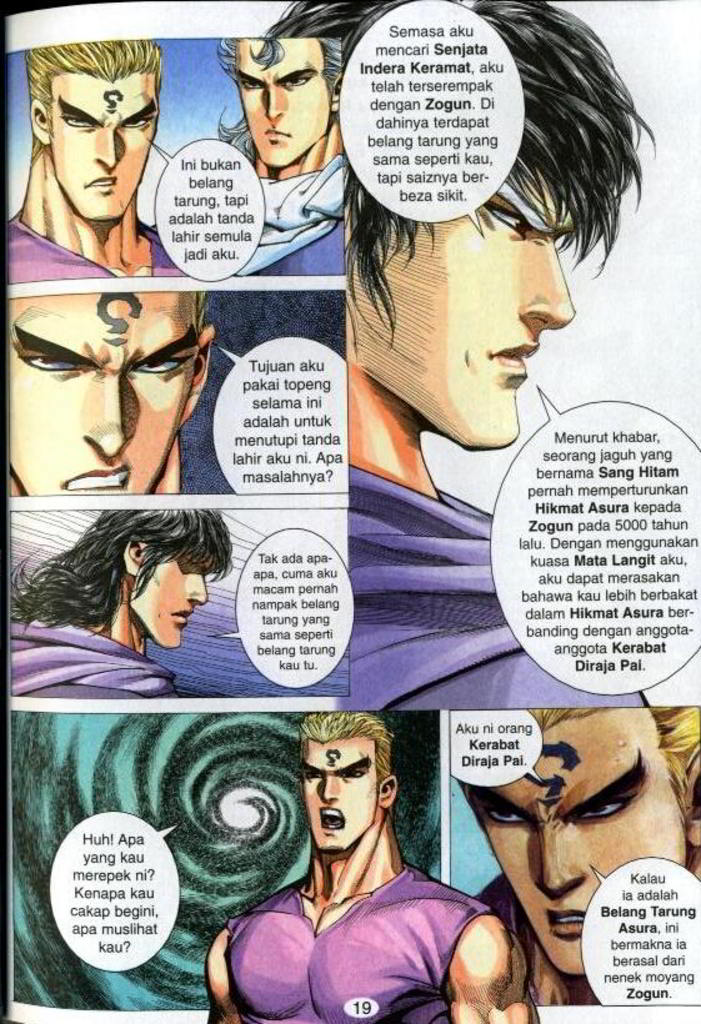 Ini bukan
belang
tarung, tapi
adalah tanda
lahir semula
jadi aku.
Semasa aku
mencari Senjata
Indera Keramat, aku
telah terserempak
dengan Zogun. Di
dahinya terdapat
belang tarung yang
sama seperti kau,
tapi saiznya ber-
beza sikit.
Tujuan aku
pakai topeng
selama ini
adalah untuk
menutupi tanda
lahir aku ni. Apa
masalahnya?
Menurut khabar,
seorang jaguh yang
bernama Sang Hitam
pernah memperturunkan
Hikmat Asura kepada
Zogun pada 5000 tahun
lalu. Dengan menggunakan
kuasa Mata Langit aku,
aku dapat merasakan
bahawa kau lebih berbakat
dalam Hikmat Asura ber-
banding dengan anggota-
anggota Kerabat
Diraja Pai.
Tak ada apa-
apa, cuma aku
macam pernah
nampak belang
tarung yang
sama seperti
belang tarung
kau tu.
Huh! Apa
yang kau
merepek ni?
Kenapa kau
cakap begini,
apa muslihat
kau?
Aku ni orang
Kerabat
Diraja Pai.
Kalau
ia adalah
Belang Tarung
Asura, ini
bermakna ia
berasal dari
nenek moyang
Zogun.
19